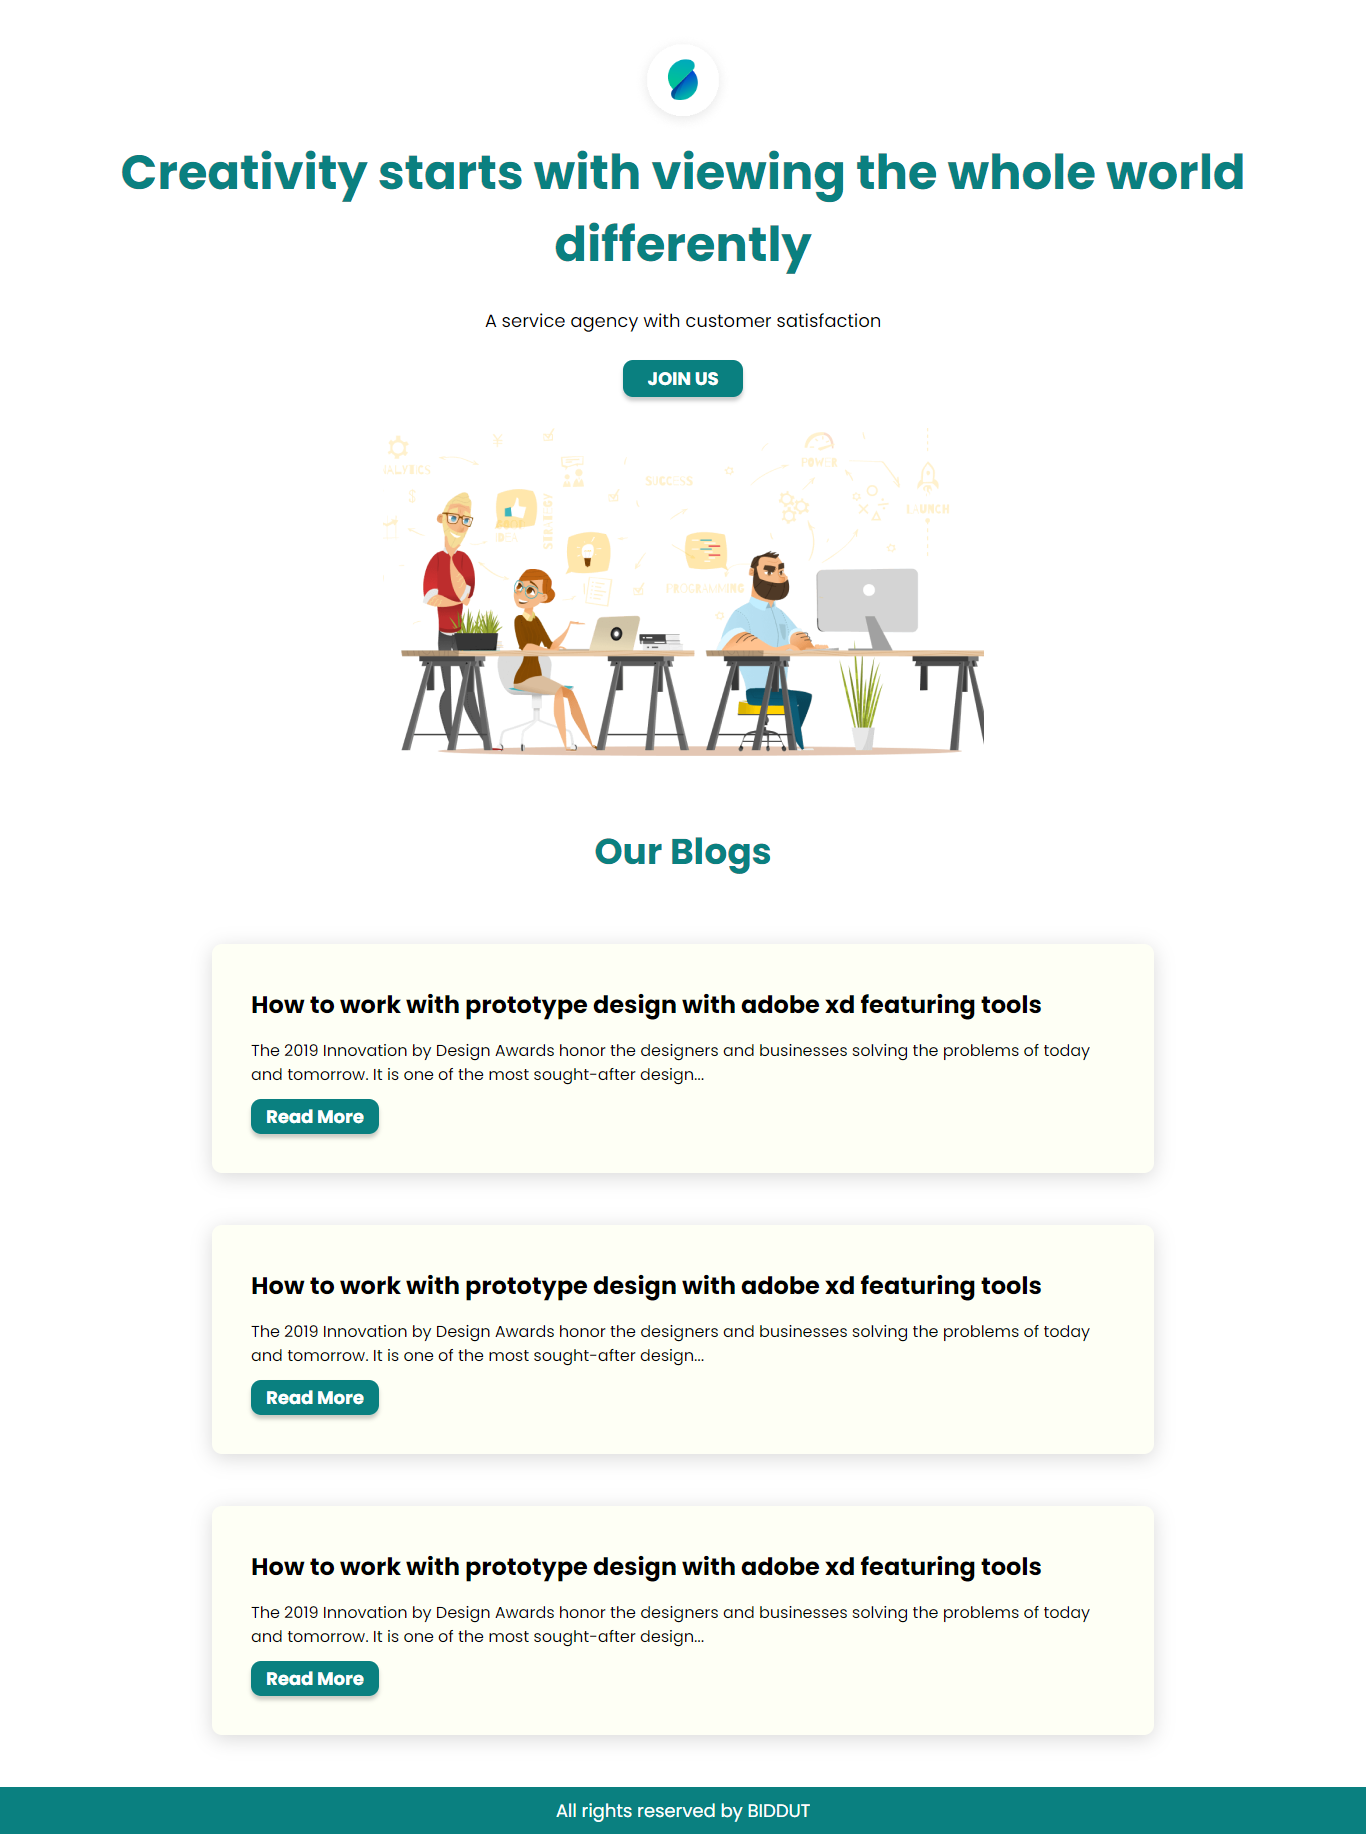 Creativity starts with viewing the whole world
differently
A service agency with customer satisfaction
JOIN US
POWER
SUCCESS
LAUNCH
STRATEGY
GOOD
IDEA
PROGRAMMING
Our Blogs
How to work with prototype design with adobe xd featuring tools
The 2019 Innovation by Design Awards honor the designers and businesses solving the problems of today
and tomorrow. It is one of the most sought-after design...
Read More
How to work with prototype design with adobe xd featuring tools
The 2019 Innovation by Design Awards honor the designers and businesses solving the problems of today
and tomorrow. It is one of the most sought-after design...
Read More
How to work with prototype design with adobe xd featuring tools
The 2019 Innovation by Design Awards honor the designers and businesses solving the problems of today
and tomorrow. It is one of the most sought-after design...
Read More
All rights reserved by BIDDUT